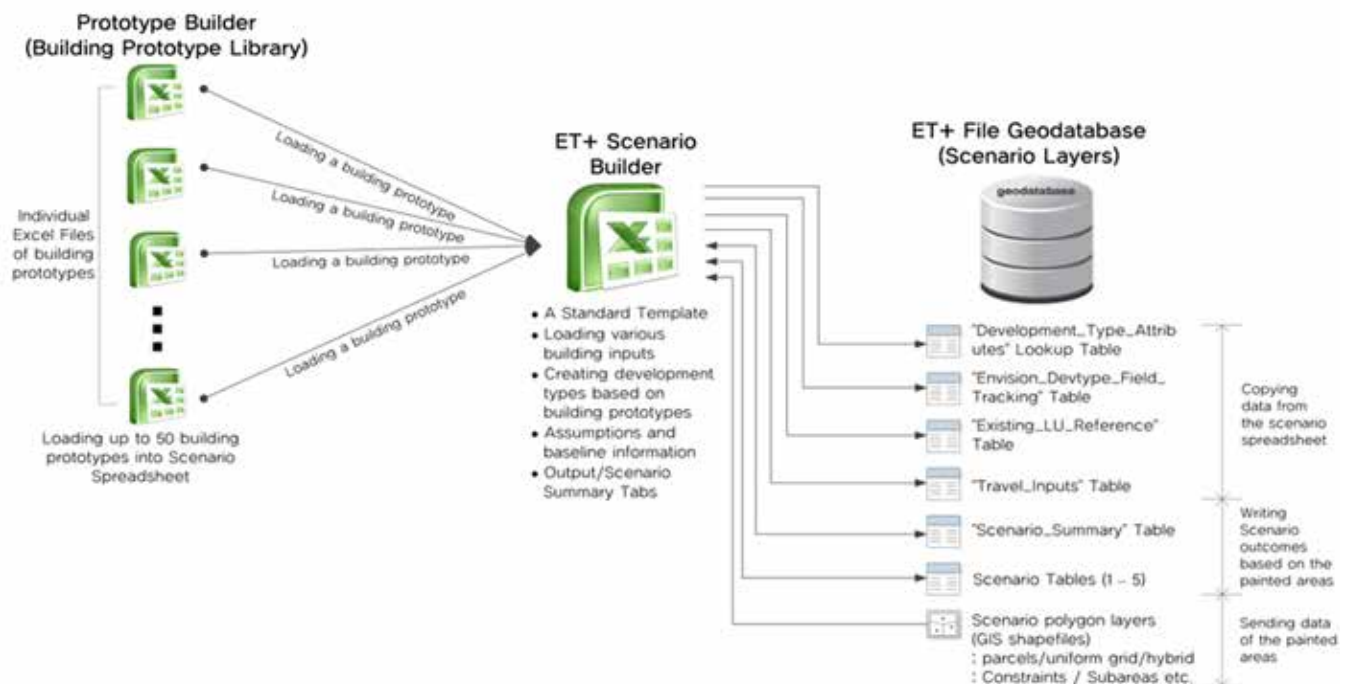 Prototype Builder
(Building Prototype Library)
Individual
Excel Files
of building
prototypes
Loading a building prototype
Loading a building prototype
Loading a building prototype
Loading a building prototype
Loading up to 50 building
prototypes into Scenario
Spreadsheet
ET+ Scenario
Builder
• A Standard Template
• Loading various
building inputs
• Creating development
types based on
building prototypes
• Assumptions and
baseline information
• Output/Scenario
Summary Tabs
ET+ File Geodatabase
(Scenario Layers)
geodatabase
"Development_Type_Attrib
utes" Lookup Table
"Envision_Devtype_Field_
Tracking" Table
"Existing_LU_Reference"
Table
"Travel_Inputs" Table
"Scenario_Summary" Table
Scenario Tables (1 – 5)
Scenario polygon layers
(GIS shapefiles)
: parcels/uniform grid/hybrid
: Constraints / Subareas etc.
Copying
data from
the scenario
spreadsheet
Writing
Scenario
outcomes
based on the
painted areas
Sending data
of the painted
areas